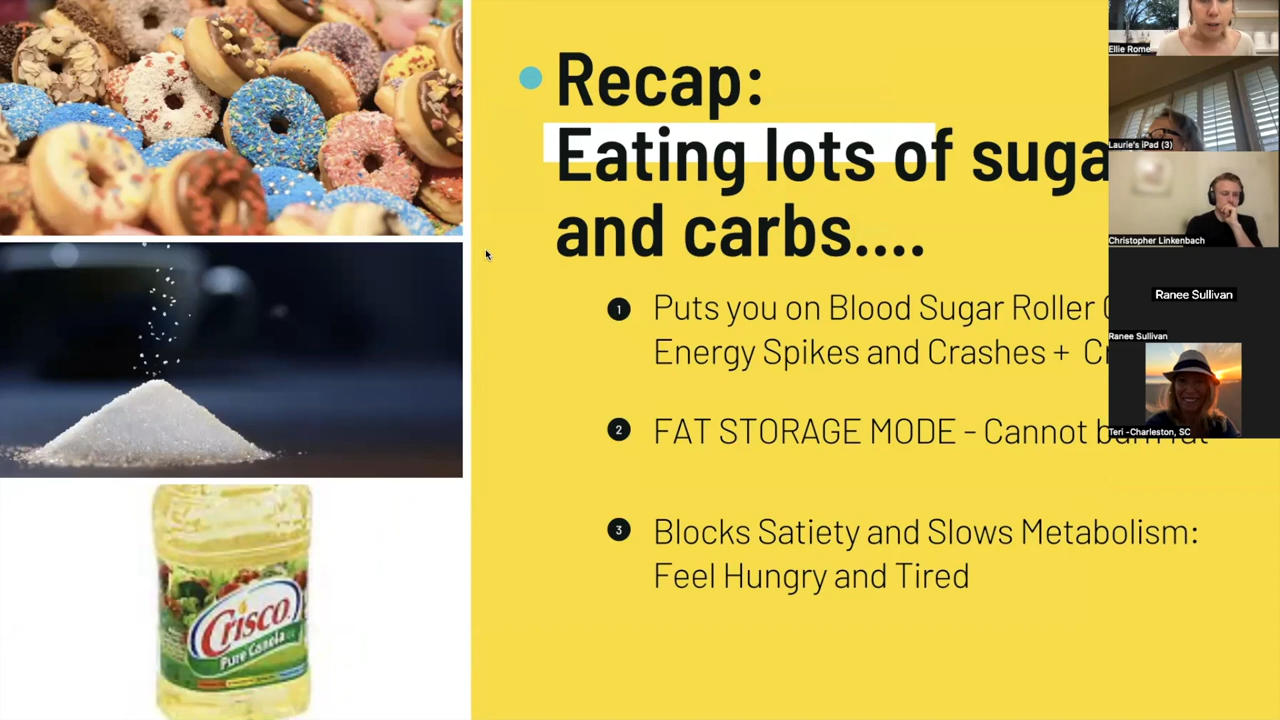 Recap:
Eating lots of suga
and carbs....
1 Puts you on Blood Sugar Roller
Energy Spikes and Crashes +
2 FAT STORAGE MODE - Cannot burn fat
3 Blocks Satiety and Slows Metabolism:
Feel Hungry and Tired
Crisco
Pure Canola
Ellie Rome
Laurie's iPad (3)
Christopher Linkenbach
Ranee Sullivan
Ranee Sullivan
Teri -Charleston, SC